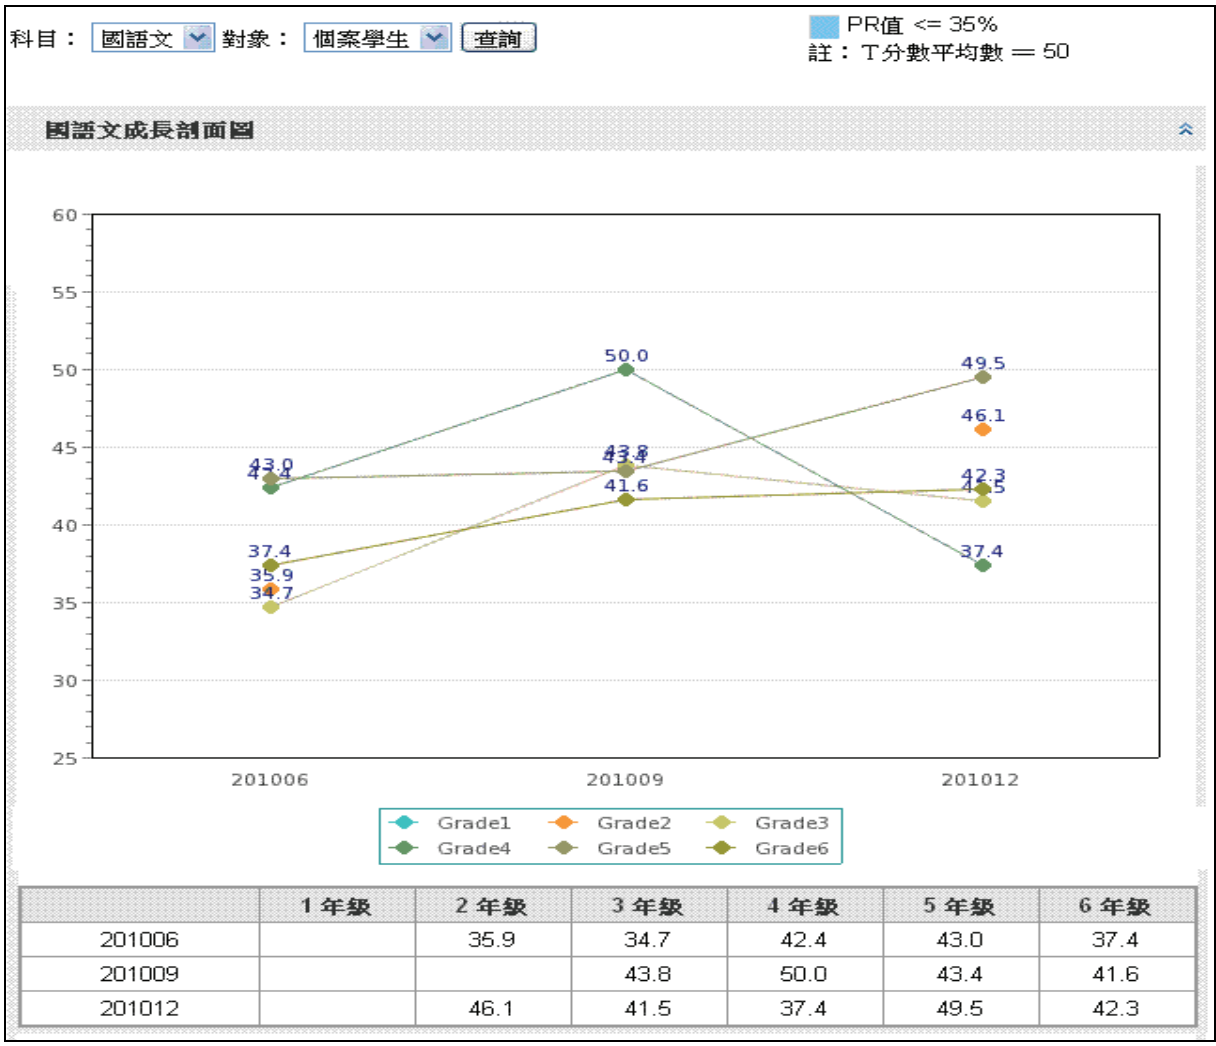 科目： 國語文 對象： 個案學生 查詢
PR值 <= 35%
註：T分數平均數 == 50
國語文成長剖面圖
60
55
50
45
40
35
30
25
43.0
42.4
37.4
35.9
34.7
50.0
43.8
43.4
41.6
49.5
46.1
42.3
41.5
37.4
201006 201009 201012
Grade1 Grade2 Grade3
Grade4 Grade5 Grade6
1 年級 2 年級 3 年級 4 年級 5 年級 6 年級
201006 35.9 34.7 42.4 43.0 37.4
201009 43.8 50.0 43.4 41.6
201012 46.1 41.5 37.4 49.5 42.3